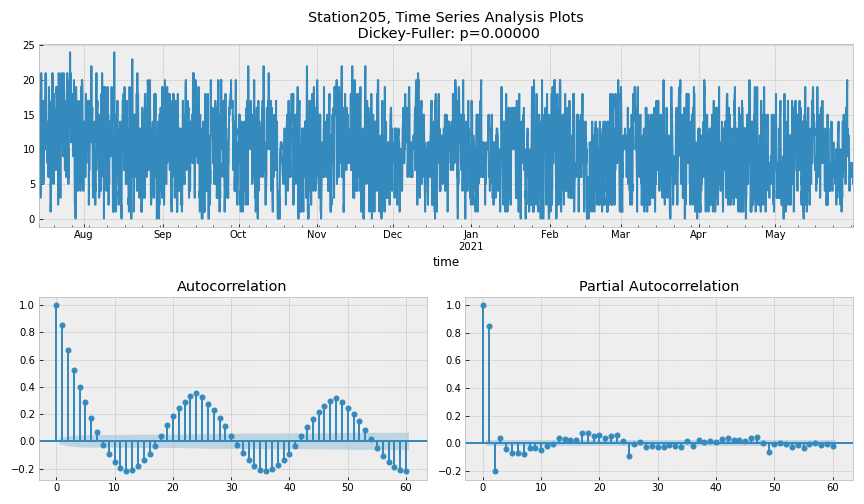 Station205, Time Series Analysis Plots
Dickey-Fuller: p=0.00000
25
20
15
10
5
0
Aug Sep Oct Nov Dec Jan Feb Mar Apr May
2021
time
Autocorrelation Partial Autocorrelation
1.0 1.0
0.8 0.8
0.6 0.6
0.4 0.4
0.2 0.2
0.0 0.0
−0.2 −0.2
0 10 20 30 40 50 60 0 10 20 30 40 50 60